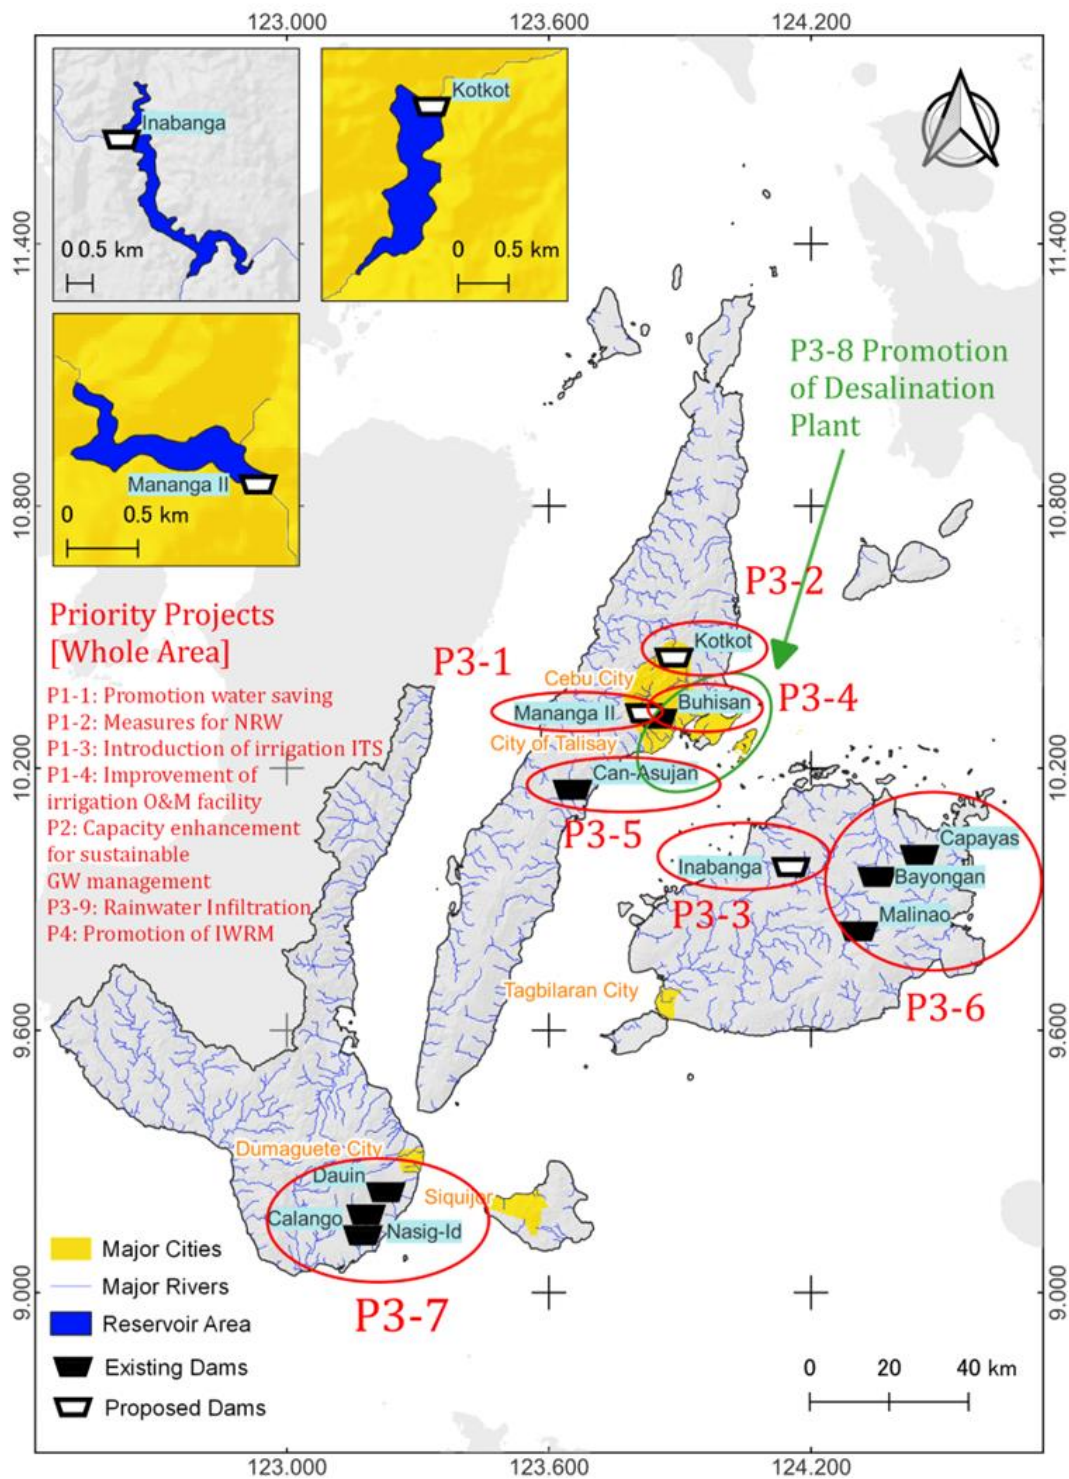 123.000
123.600
124.200
Inabanga
0 0.5 km
Kotkot
0 0.5 km
11.400
11.400
Mananga II
0 0.5 km
P3-8 Promotion
of Desalination
Plant
10.800
10.800
P3-2
Priority Projects
[Whole Area]
P1-1: Promotion water saving
P1-2: Measures for NRW
P1-3: Introduction of irrigation ITS
P1-4: Improvement of
irrigation O&M facility
P2: Capacity enhancement
for sustainable
GW management
P3-9: Rainwater Infiltration
P4: Promotion of IWRM
Kotkot
P3-1
Cebu City
P3-4
Buhisan
Mananga II
City of Talisay
10.200
10.200
Can-Asujan
P3-5
Capayas
Inabanga
Bayongan
P3-3
Malinao
Tagbilaran City
P3-6
9.600
9.600
Dumaguete City
Dauin
Siquijor
Calango
Nasig-Id
P3-7
9.000
9.000
Major Cities
Major Rivers
Reservoir Area
Existing Dams
Proposed Dams
0 20 40 km
123.000
123.600
124.200